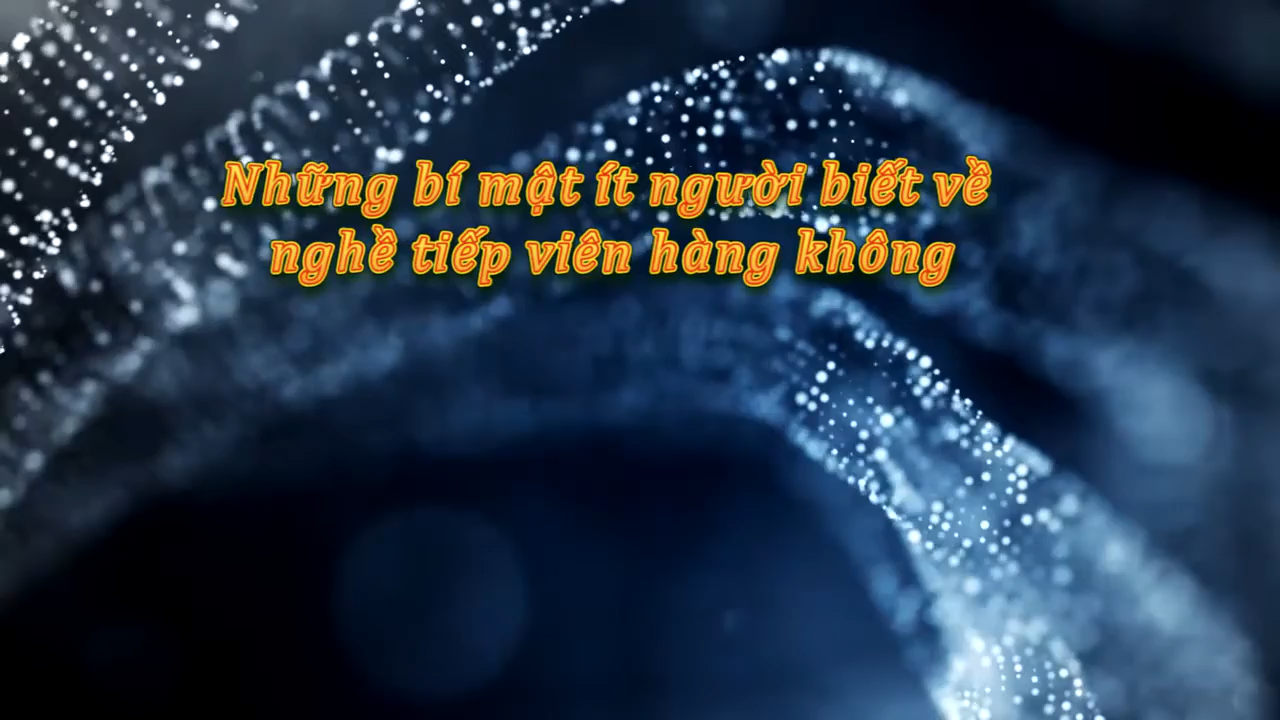 Những bí mật ít người biết về
nghề tiếp viên hàng không